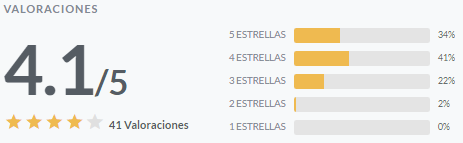 VALORACIONES
4.1/5
41 Valoraciones
5 ESTRELLAS 34%
4 ESTRELLAS 41%
3 ESTRELLAS 22%
2 ESTRELLAS 2%
1 ESTRELLAS 0%